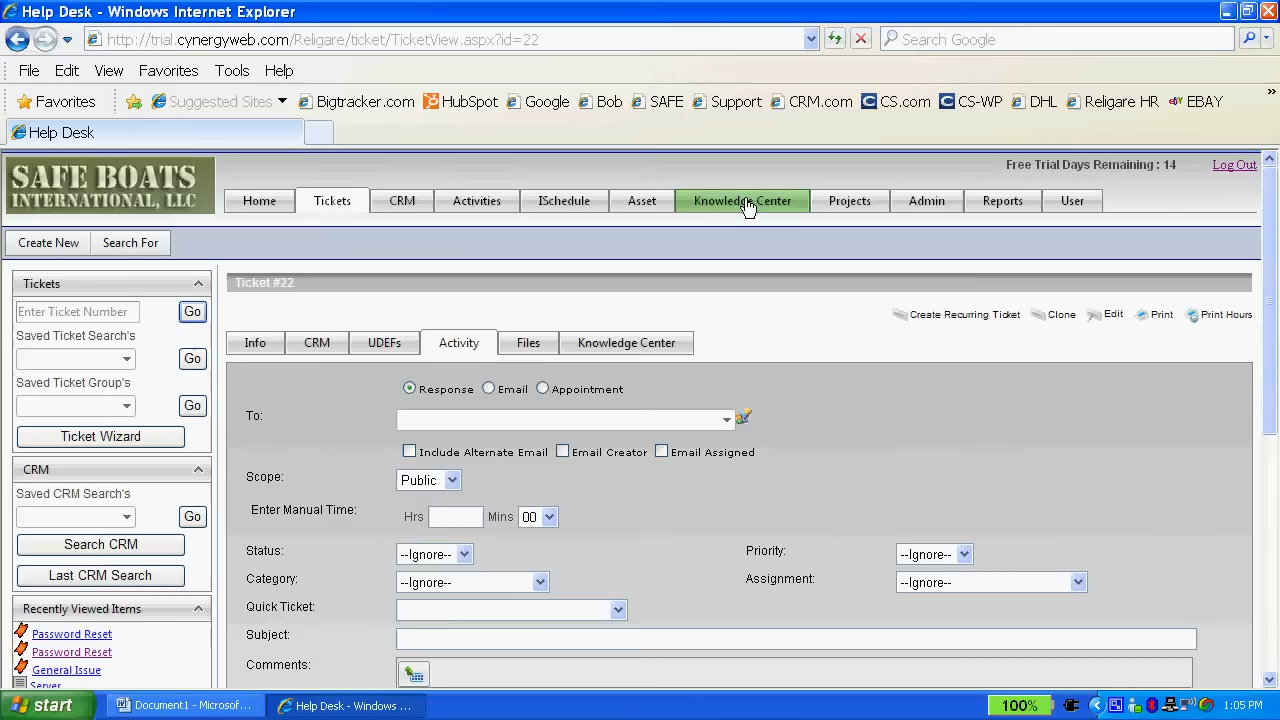 Help Desk - Windows Internet Explorer
http://trial.cynergyweb.com/Religare/ticket/TicketView.aspx?id=22
Search Google
File Edit View Favorites Tools Help
Favorites Suggested Sites Bigtracker.com HubSpot Google Bob SAFE Support CRM.com CS.com CS-WP DHL Religare HR EBAY
Help Desk
SAFE BOATS
INTERNATIONAL, LLC
Free Trial Days Remaining : 14 Log Out
Home Tickets CRM Activities ISchedule Asset Knowledge Center Projects Admin Reports User
Create New Search For
Tickets
Enter Ticket Number Go
Saved Ticket Search's
Go
Saved Ticket Group's
Go
Ticket Wizard
CRM
Saved CRM Search's
Go
Search CRM
Last CRM Search
Recently Viewed Items
Password Reset
Password Reset
General Issue
Server
Ticket #22
Create Recurring Ticket Clone Edit Print Print Hours
Info CRM UDEFs Activity Files Knowledge Center
Response Email Appointment
To:
Include Alternate Email Email Creator Email Assigned
Scope: Public
Enter Manual Time: Hrs Mins 00
Status: --Ignore-- Priority: --Ignore--
Category: --Ignore-- Assignment: --Ignore--
Quick Ticket:
Subject:
Comments:
start Document1 - Microsof... Help Desk - Windows ... 100% 1:05 PM